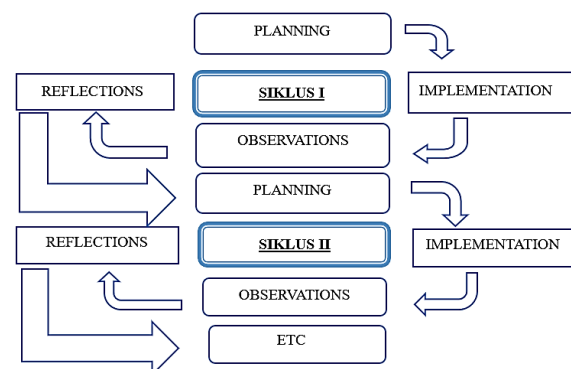 PLANNING
REFLECTIONS
SIKLUS I
IMPLEMENTATION
OBSERVATIONS
PLANNING
REFLECTIONS
SIKLUS II
IMPLEMENTATION
OBSERVATIONS
ETC